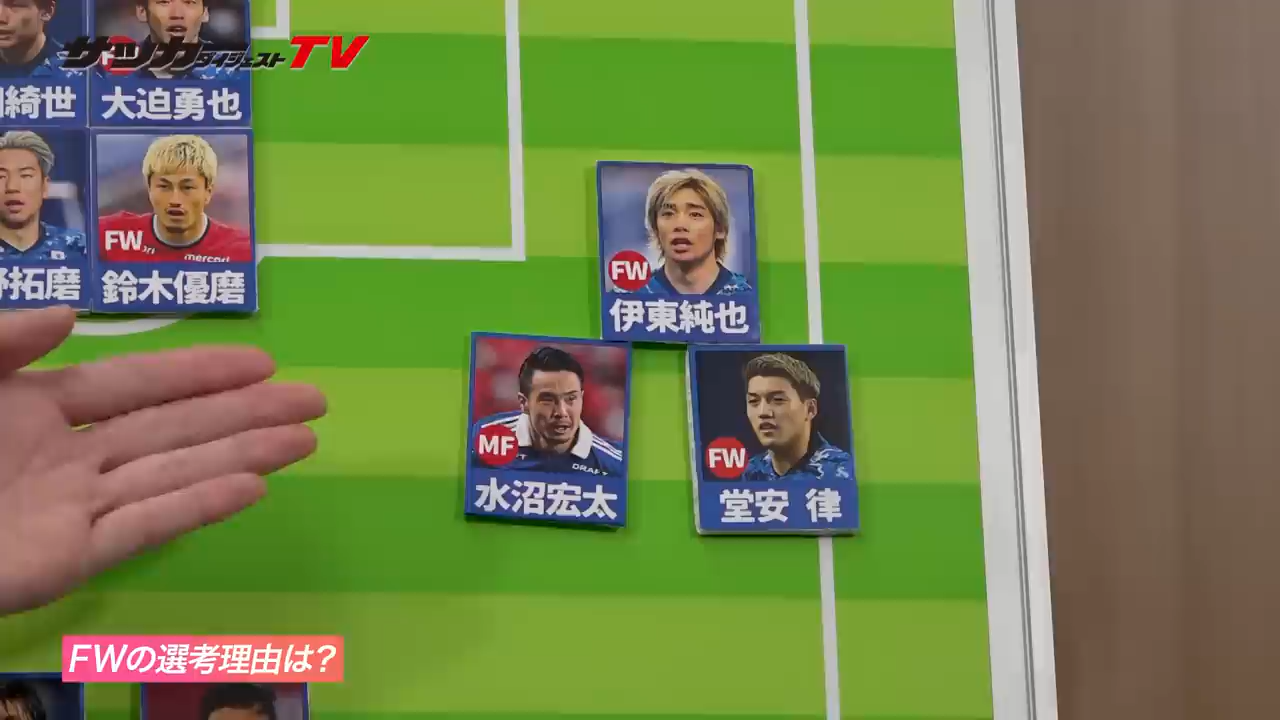 サッカーダイジェストTV
綺世
大迫勇也
FW
mercari
拓磨
鈴木優磨
FW
伊東純也
MF
DRAFT
水沼宏太
FW
堂安 律
FWの選考理由は?